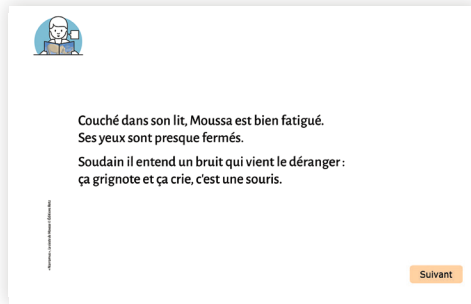 Couché dans son lit, Moussa est bien fatigué.
Ses yeux sont presque fermés.
Soudain il entend un bruit qui vient le déranger :
ça grignote et ça crie, c'est une souris.
Suivant